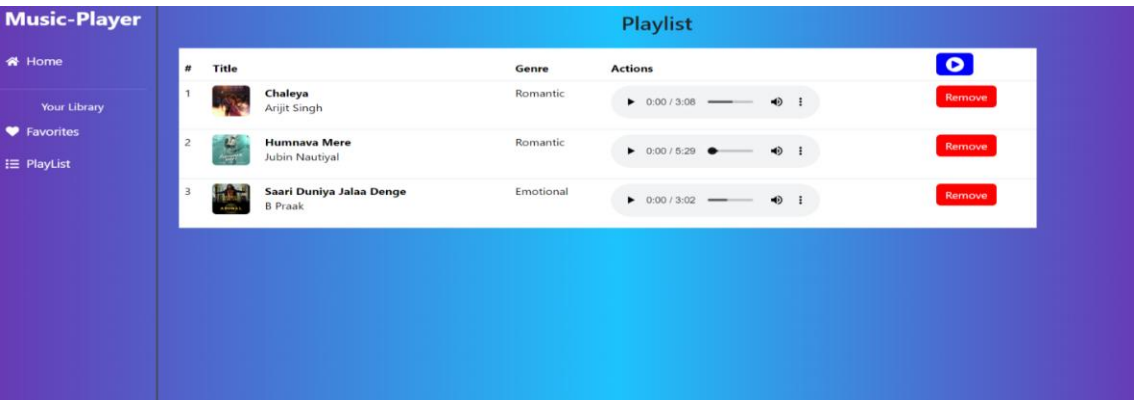 Music-Player
Home
Your Library
Favorites
PlayList
Playlist
# Title Genre Actions
1 Chaleya Romantic 0:00 / 3:08 Remove
Arijit Singh
2 Humnava Mere Romantic 0:00 / 5:29 Remove
Jubin Nautiyal
3 Saari Duniya Jalaa Denge Emotional 0:00 / 3:02 Remove
B Praak